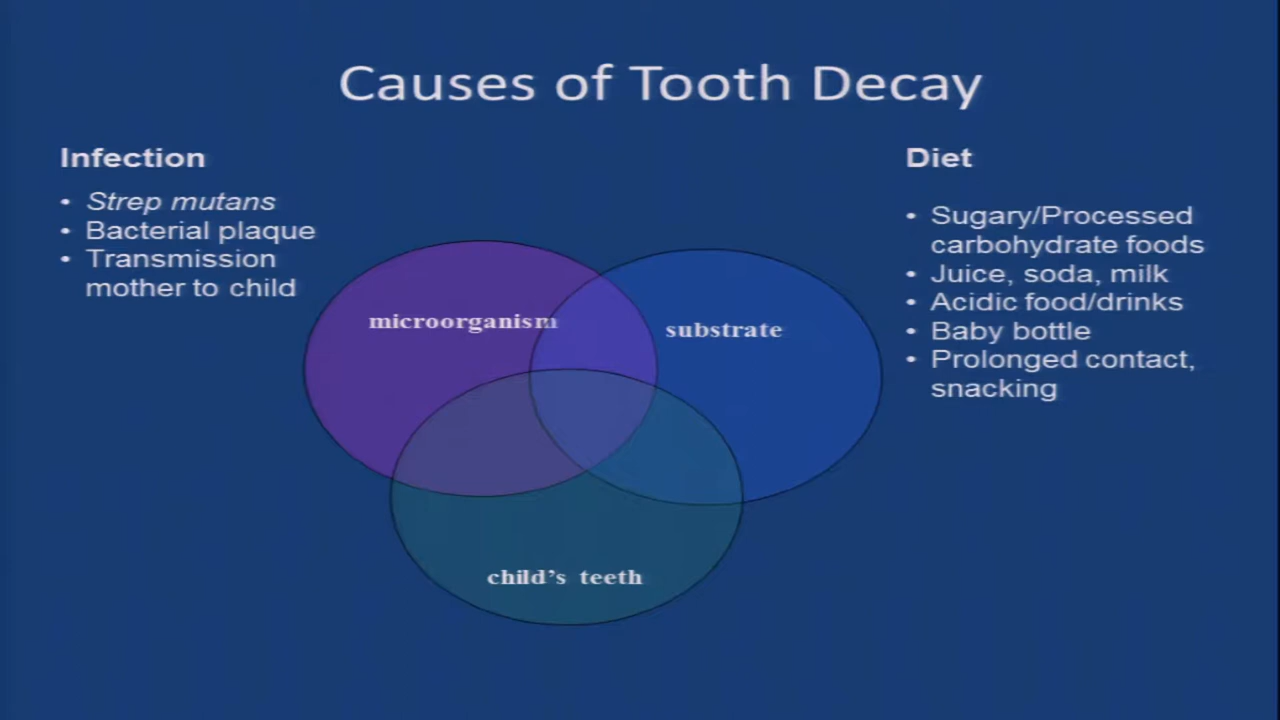 Causes of Tooth Decay
Infection
• Strep mutans
• Bacterial plaque
• Transmission
mother to child
Diet
• Sugary/Processed
carbohydrate foods
• Juice, soda, milk
• Acidic food/drinks
• Baby bottle
• Prolonged contact,
snacking
microorganism
substrate
child's teeth